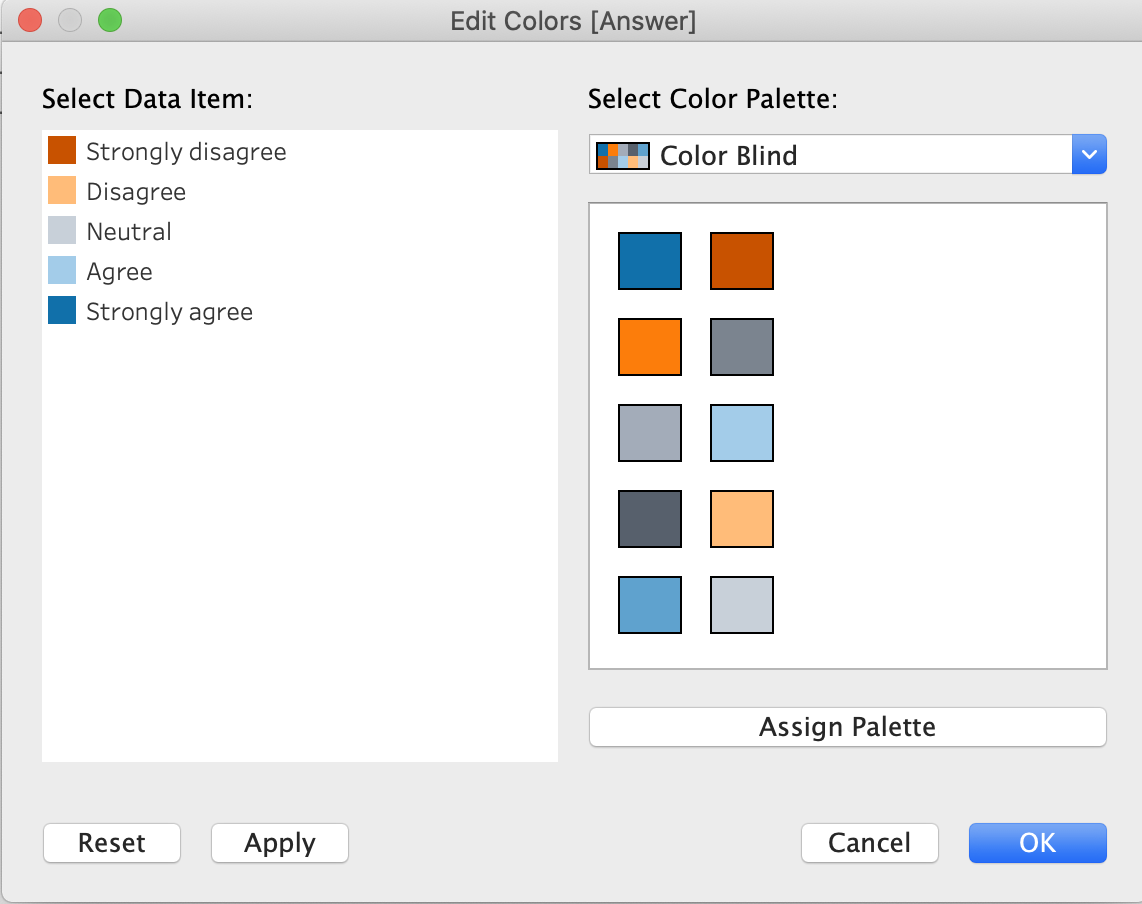 Edit Colors [Answer]
Select Data Item:
Strongly disagree
Disagree
Neutral
Agree
Strongly agree
Select Color Palette:
Color Blind
Assign Palette
Reset
Apply
Cancel
OK